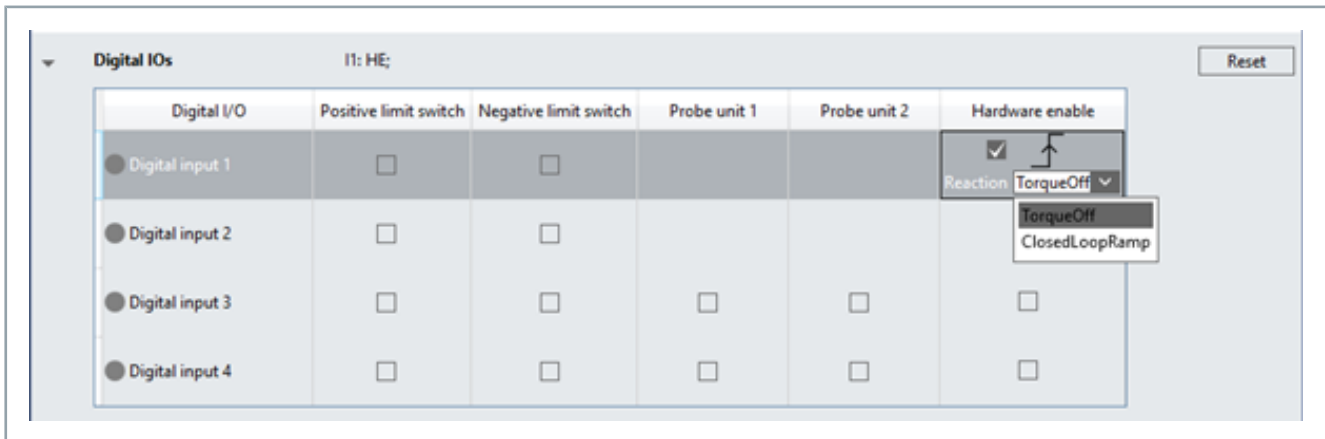 Digital IOs I1: HE; Reset
Digital I/O Positive limit switch Negative limit switch Probe unit 1 Probe unit 2 Hardware enable
Digital input 1
Reaction TorqueOff
TorqueOff
Digital input 2
ClosedLoopRamp
Digital input 3
Digital input 4